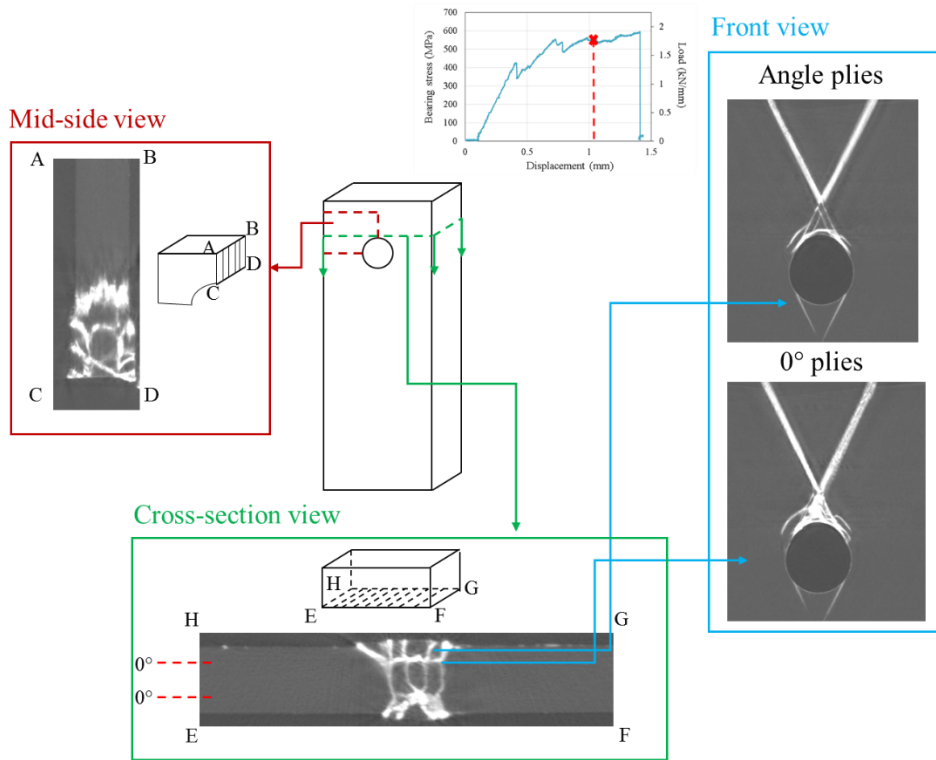 700
600
500
400
300
200
100
0
Bearing stress (MPa)
2
1.5
1
0.5
0
Load (kN/mm)
0
0.5
1
1.5
Displacement (mm)
Front view
Angle plies
0° plies
Mid-side view
A
B
C
D
B
A
D
C
Cross-section view
H
G
E
F
H
G
0°
0°
E
F